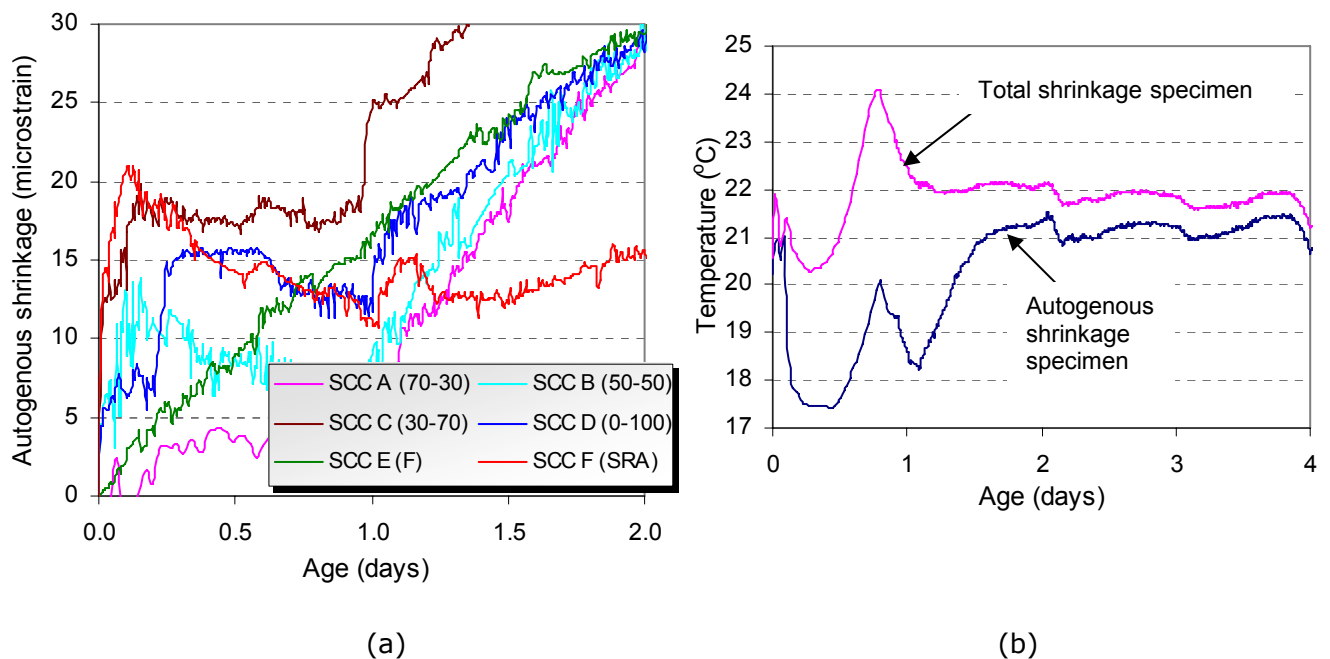 Autogenous shrinkage (microstrain)
30
25
20
15
10
5
0
0.0 0.5 1.0 1.5 2.0
Age (days)
SCC A (70-30) SCC B (50-50)
SCC C (30-70) SCC D (0-100)
SCC E (F) SCC F (SRA)
(a)
Temperature (ºC)
25
24
23
22
21
20
19
18
17
0 1 2 3 4
Age (days)
Total shrinkage specimen
Autogenous
shrinkage
specimen
(b)